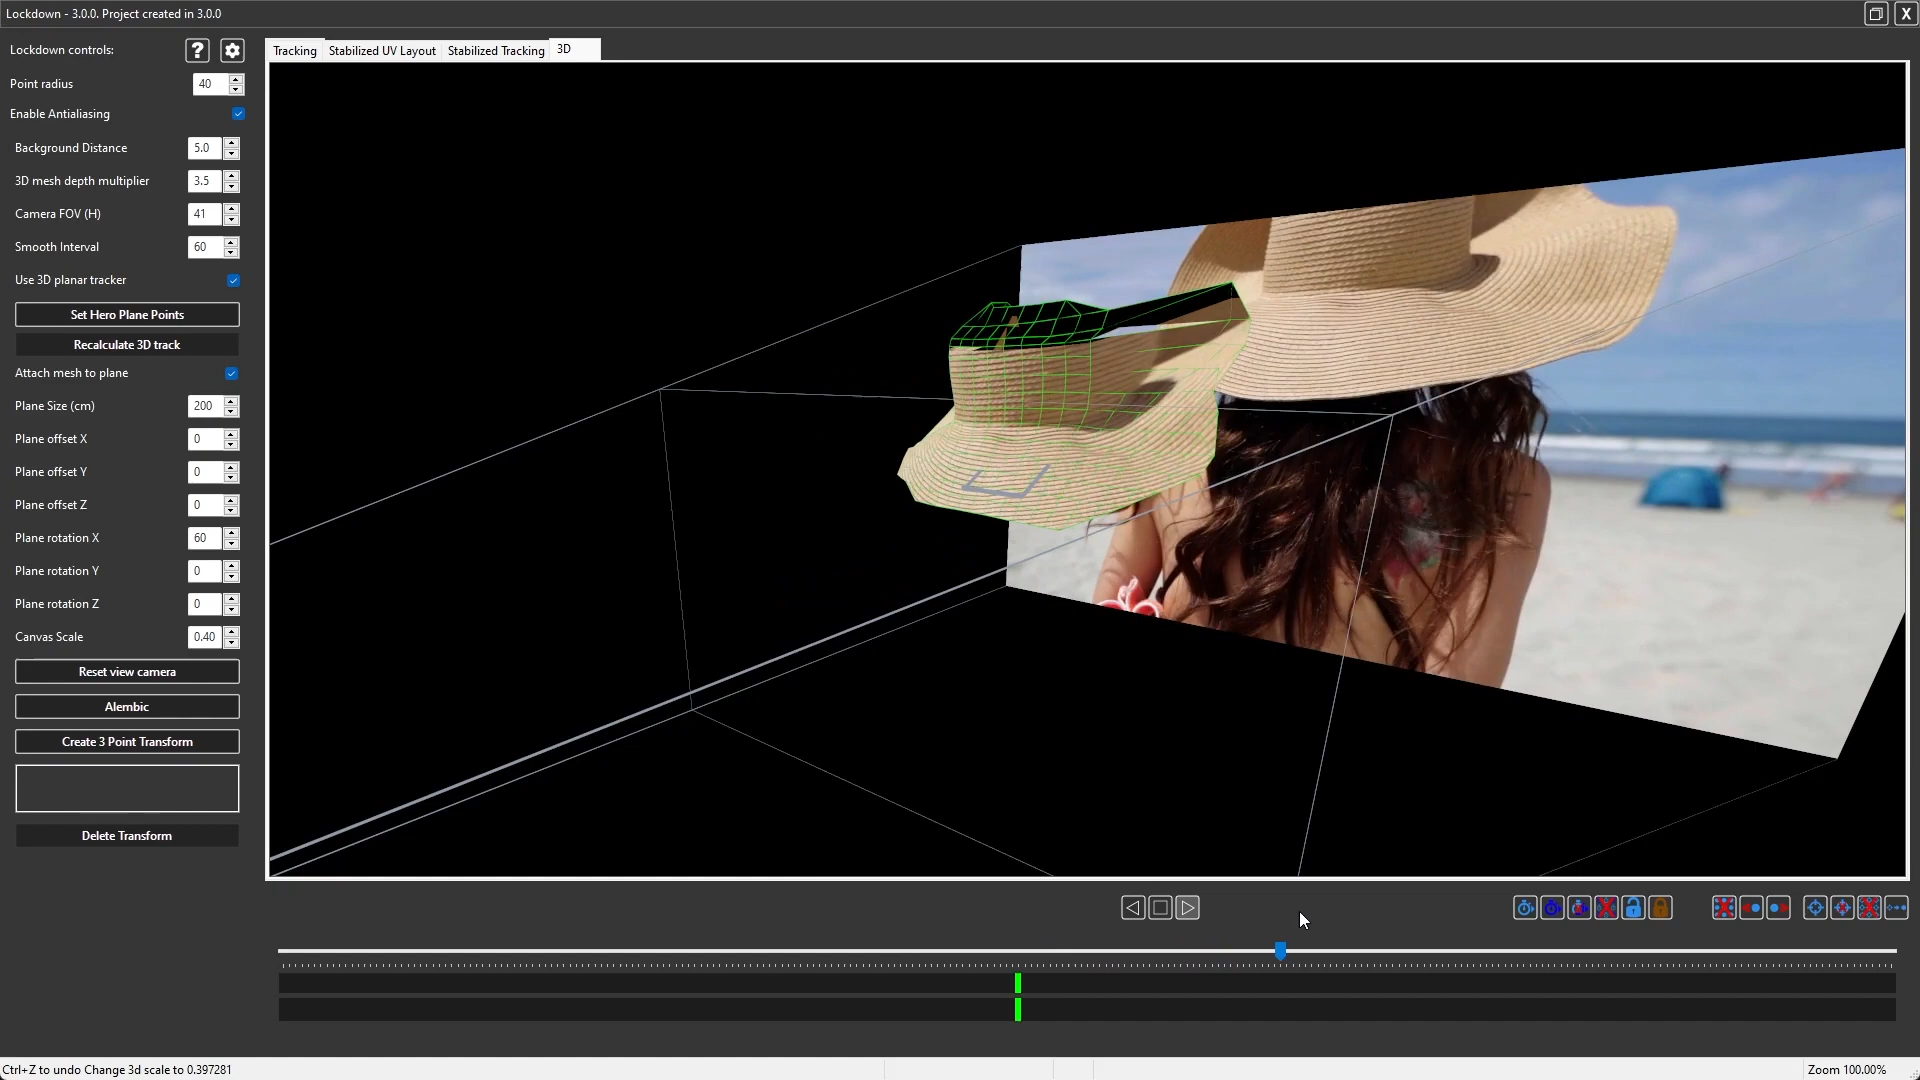 Lockdown - 3.0.0. Project created in 3.0.0
X
Lockdown controls:
?
Tracking
Stabilized UV Layout
Stabilized Tracking
3D
Point radius
40
Enable Antialiasing
Background Distance
5.0
3D mesh depth multiplier
3.5
Camera FOV (H)
41
Smooth Interval
60
Use 3D planar tracker
Set Hero Plane Points
Recalculate 3D track
Attach mesh to plane
Plane Size (cm)
200
Plane offset X
0
Plane offset Y
0
Plane offset Z
0
Plane rotation X
60
Plane rotation Y
0
Plane rotation Z
0
Canvas Scale
0.40
Reset view camera
Alembic
Create 3 Point Transform
Delete Transform
Ctrl+Z to undo Change 3d scale to 0.397281
Zoom 100.00%